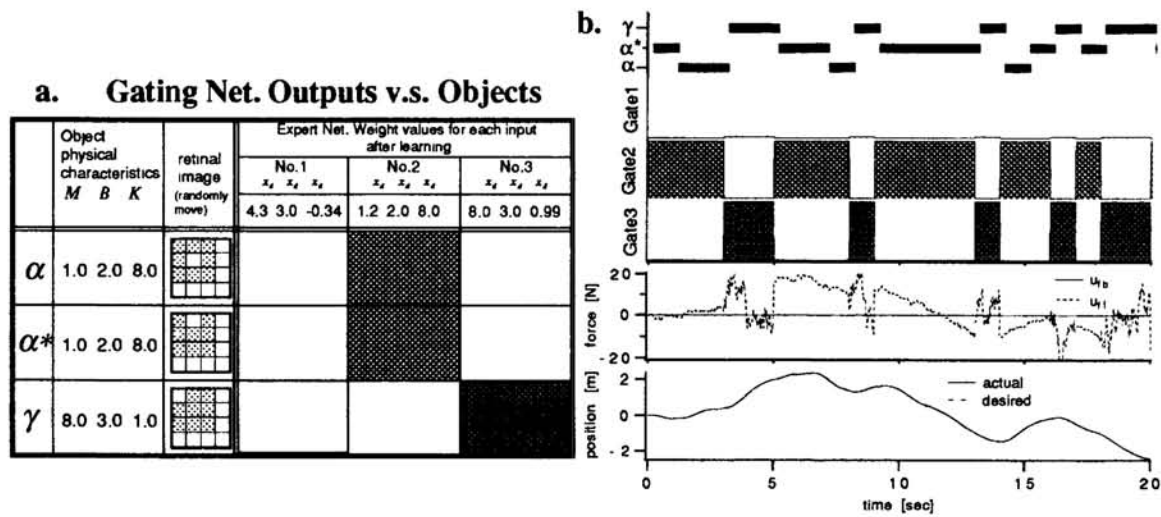 a. Gating Net. Outputs v.s. Objects
Object physical characteristics
M B K
retinal image (randomly move)
Expert Net. Weight values for each input after learning
No.1 No.2 No.3
4.3 3.0 -0.34 1.2 2.0 8.0 8.0 3.0 0.99
α 1.0 2.0 8.0
α* 1.0 2.0 8.0
γ 8.0 3.0 1.0
b.
γ
α*
α
Gate1
Gate2
Gate3
force [N]
20
0
-20
position [m]
2
0
-2
actual
desired
0 5 10 15 20
time [sec]